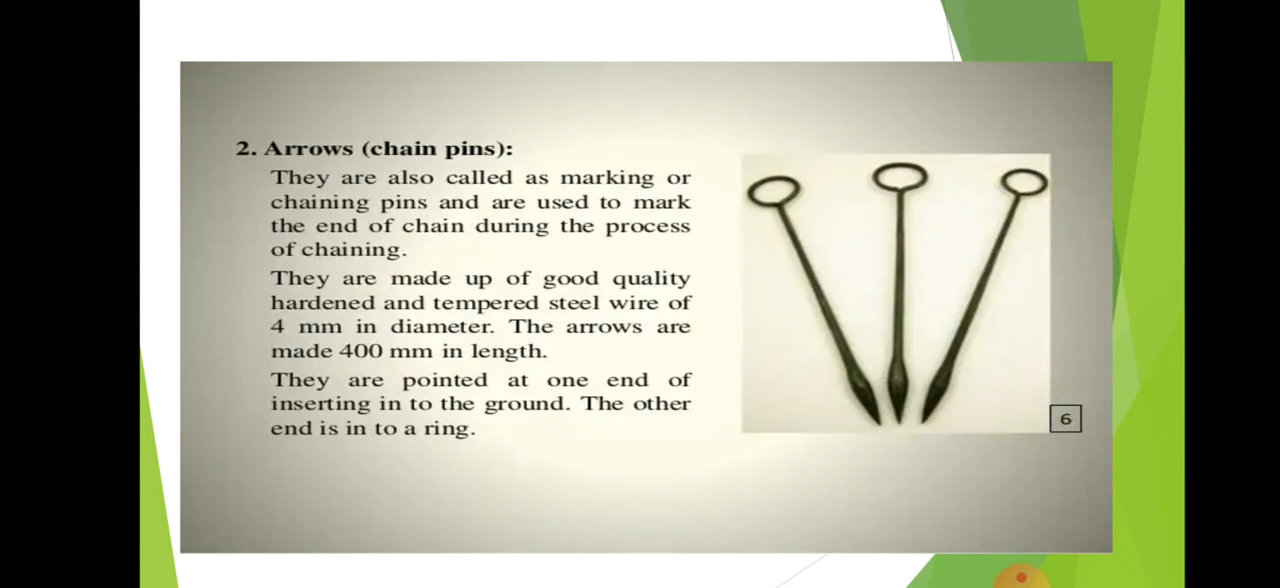 2. Arrows (chain pins):
They are also called as marking or
chaining pins and are used to mark
the end of chain during the process
of chaining.
They are made up of good quality
hardened and tempered steel wire of
4 mm in diameter. The arrows are
made 400 mm in length.
They are pointed at one end of
inserting in to the ground. The other
end is in to a ring.
6